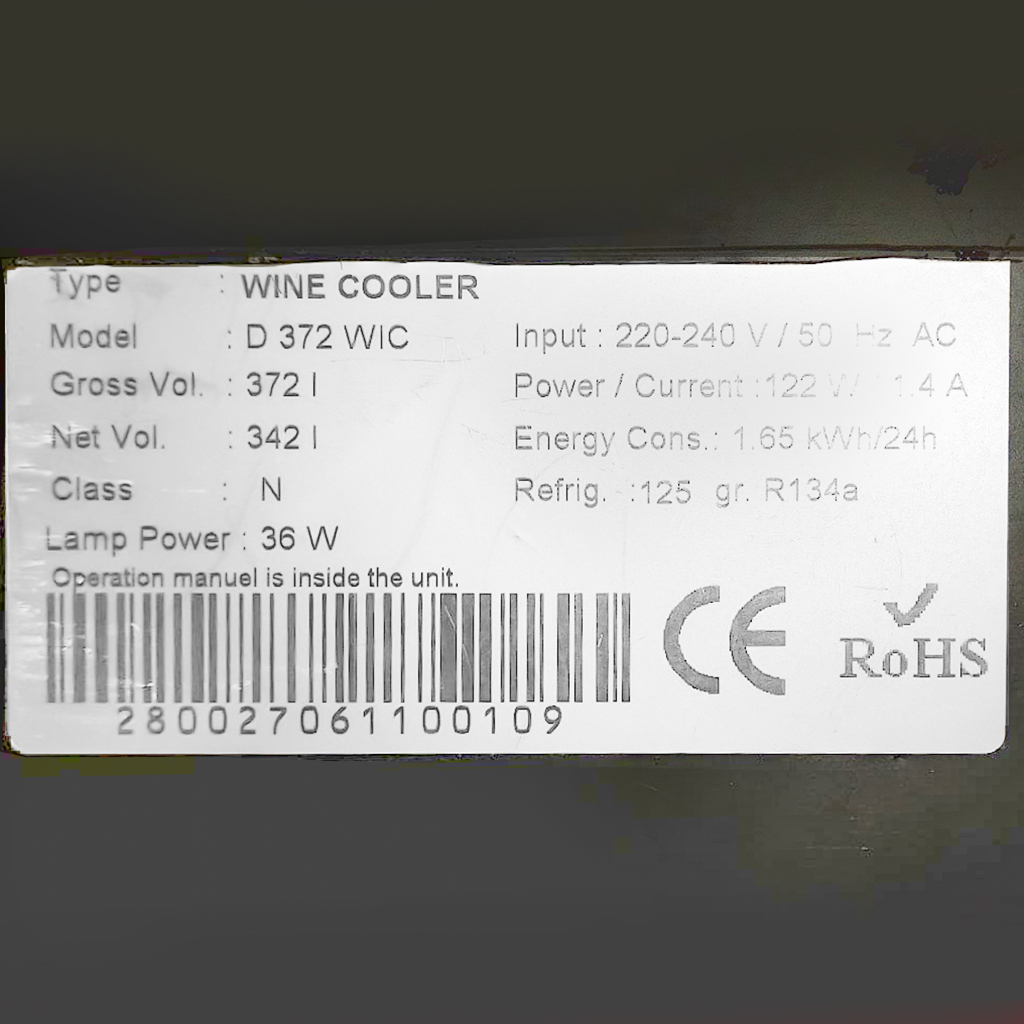 Type : WINE COOLER
Model : D 372 WIC Input : 220-240 V / 50 Hz AC
Gross Vol. : 372 l Power / Current :122 W / 1.4 A
Net Vol. : 342 l Energy Cons.: 1.65 kWh/24h
Class : N Refrig. :125 gr. R134a
Lamp Power : 36 W
Operation manuel is inside the unit.
280027061100109
CE RoHS